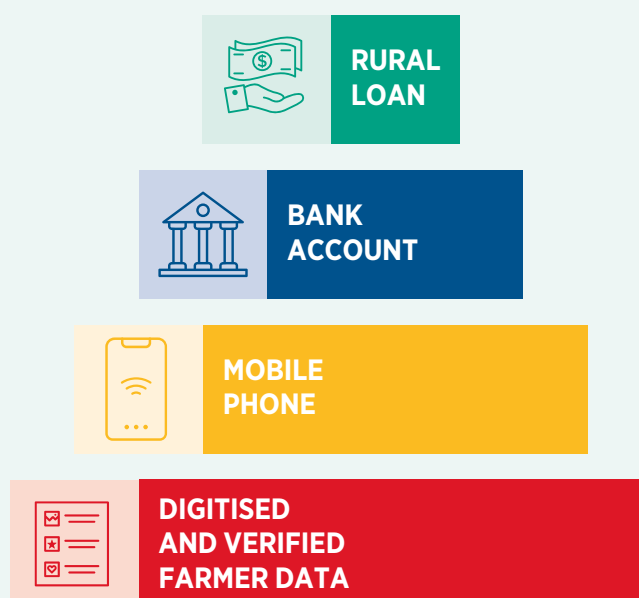 $
RURAL
LOAN
BANK
ACCOUNT
MOBILE
PHONE
DIGITISED
AND VERIFIED
FARMER DATA